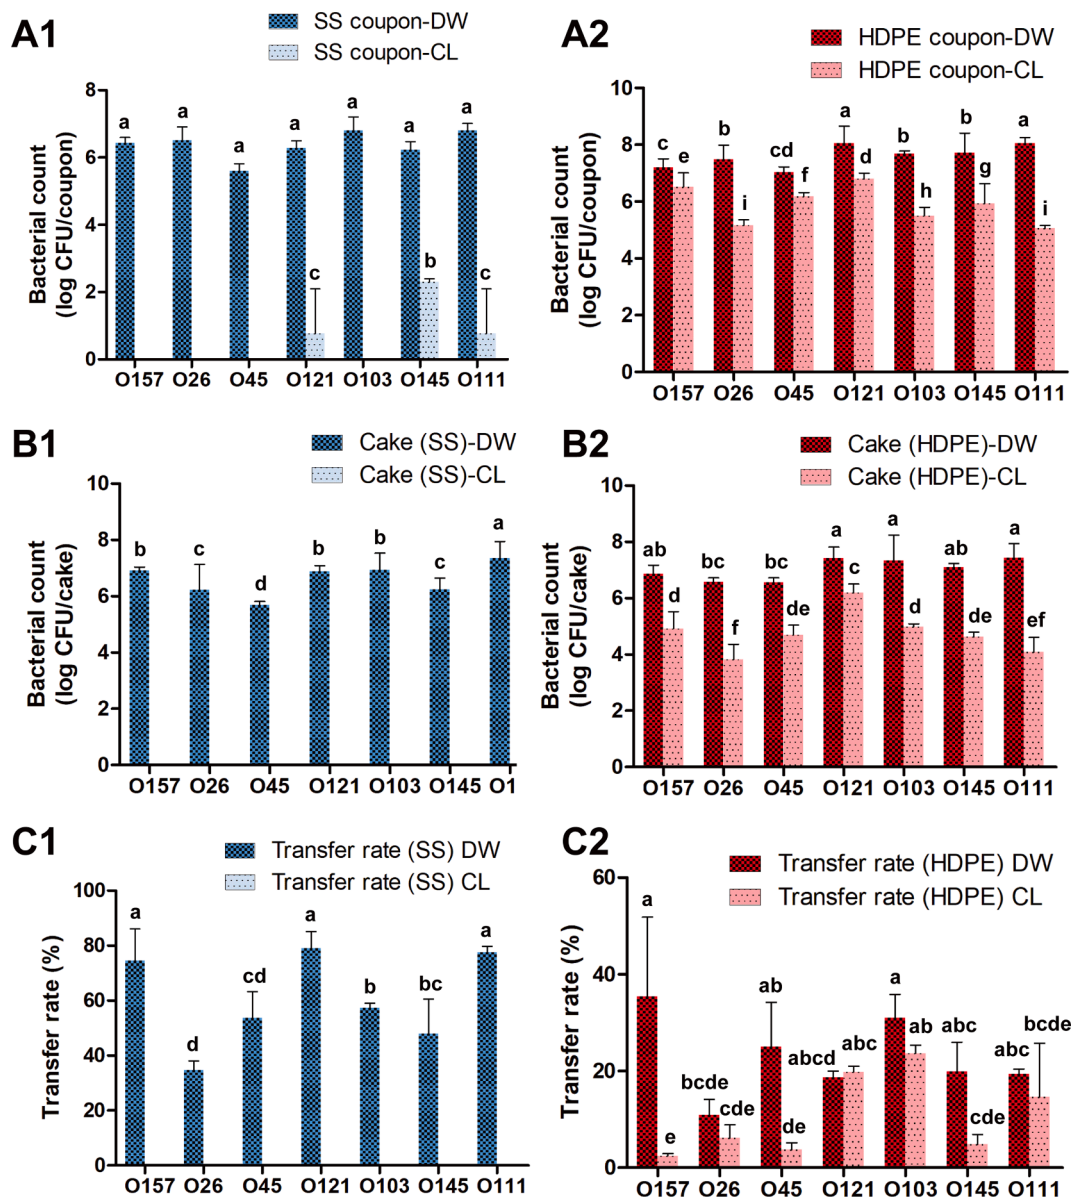 A1
SS coupon-DW
SS coupon-CL
Bacterial count
(log CFU/coupon)
8
6
4
2
0
a
a
a
a
c
a
a
b
a
c
O157 O26 O45 O121 O103 O145 O111
A2
HDPE coupon-DW
HDPE coupon-CL
Bacterial count
(log CFU/coupon)
10
8
6
4
2
0
c
e
b
i
cd
f
a
d
b
h
b
g
a
i
O157 O26 O45 O121 O103 O145 O111
B1
Cake (SS)-DW
Cake (SS)-CL
Bacterial count
(log CFU/cake)
10
8
6
4
2
0
b
c
d
b
b
c
a
O157 O26 O45 O121 O103 O145 O1
B2
Cake (HDPE)-DW
Cake (HDPE)-CL
Bacterial count
(log CFU/cake)
10
8
6
4
2
0
ab
d
bc
f
bc
de
a
c
a
d
ab
de
a
ef
O157 O26 O45 O121 O103 O145 O111
C1
Transfer rate (SS) DW
Transfer rate (SS) CL
Transfer rate (%)
100
80
60
40
20
0
a
d
cd
a
b
bc
a
O157 O26 O45 O121 O103 O145 O111
C2
Transfer rate (HDPE) DW
Transfer rate (HDPE) CL
Transfer rate (%)
60
40
20
0
a
e
bcde
cde
ab
de
abcd
abc
a
ab
abc
cde
abc
bcde
O157 O26 O45 O121 O103 O145 O111